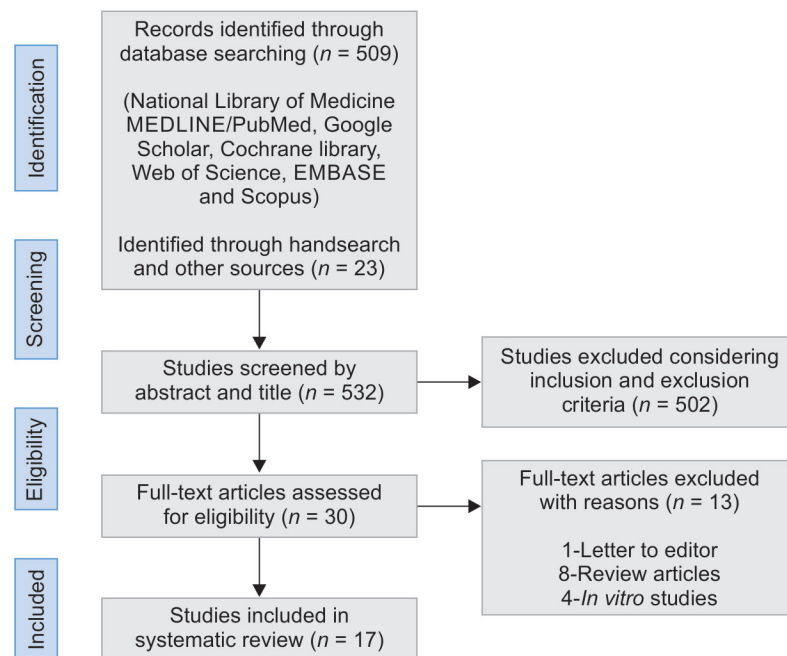 Identification
Records identified through
database searching (n = 509)
(National Library of Medicine
MEDLINE/PubMed, Google
Scholar, Cochrane library,
Web of Science, EMBASE
and Scopus)
Identified through handsearch
and other sources (n = 23)
Screening
Studies screened by
abstract and title (n = 532)
Studies excluded considering
inclusion and exclusion
criteria (n = 502)
Eligibility
Full-text articles assessed
for eligibility (n = 30)
Full-text articles excluded
with reasons (n = 13)
1-Letter to editor
8-Review articles
4-In vitro studies
Included
Studies included in
systematic review (n = 17)